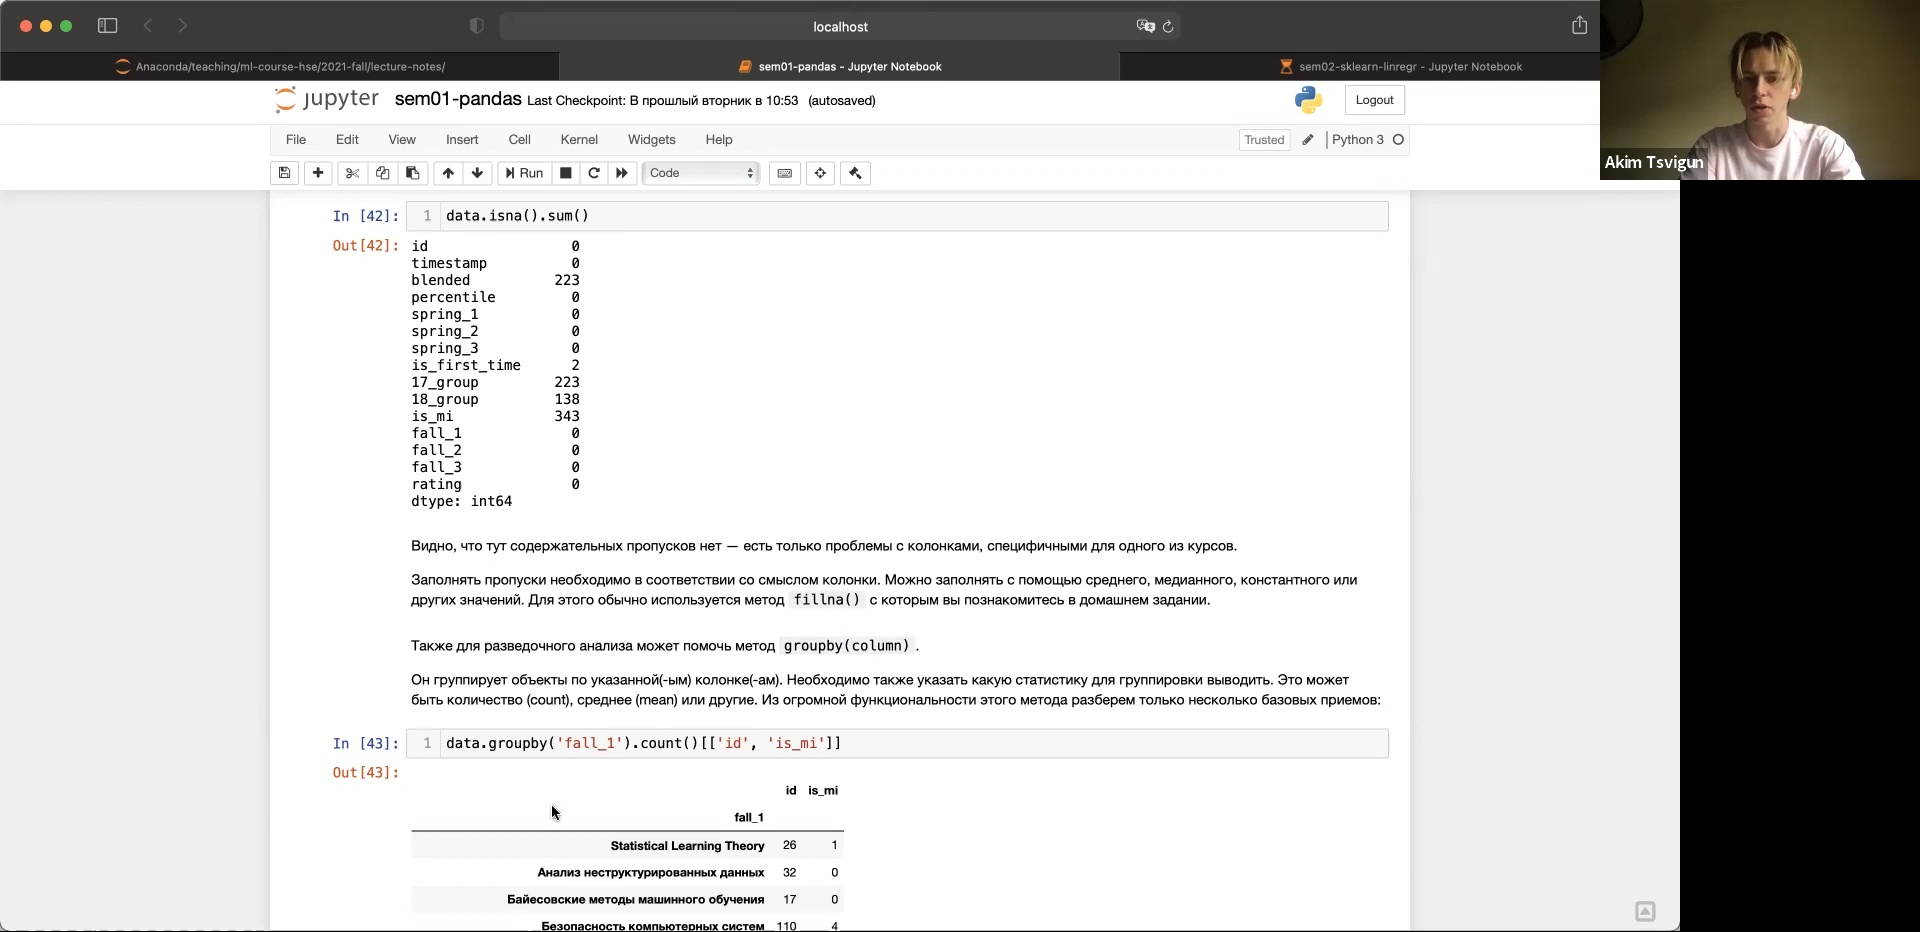 localhost
Anaconda/teaching/ml-course-hse/2021-fall/lecture-notes/
sem01-pandas - Jupyter Notebook
sem02-sklearn-linregr - Jupyter Notebook
jupyter sem01-pandas Last Checkpoint: В прошлый вторник в 10:53 (autosaved)
Logout
File Edit View Insert Cell Kernel Widgets Help
Trusted Python 3
Run Code
Akim Tsvigun
In [42]: 1 data.isna().sum()
Out[42]: id 0
timestamp 0
blended 223
percentile 0
spring_1 0
spring_2 0
spring_3 0
is_first_time 2
17_group 223
18_group 138
is_mi 343
fall_1 0
fall_2 0
fall_3 0
rating 0
dtype: int64
Видно, что тут содержательных пропусков нет — есть только проблемы с колонками, специфичными для одного из курсов.
Заполнять пропуски необходимо в соответствии со смыслом колонки. Можно заполнять с помощью среднего, медианного, константного или
других значений. Для этого обычно используется метод fillna() с которым вы познакомитесь в домашнем задании.
Также для разведочного анализа может помочь метод groupby(column) .
Он группирует объекты по указанной(-ым) колонке(-ам). Необходимо также указать какую статистику для группировки выводить. Это может
быть количество (count), среднее (mean) или другие. Из огромной функциональности этого метода разберем только несколько базовых приемов:
In [43]: 1 data.groupby('fall_1').count()[['id', 'is_mi']]
Out[43]:
id is_mi
fall_1
Statistical Learning Theory 26 1
Анализ неструктурированных данных 32 0
Байесовские методы машинного обучения 17 0
Безопасность компьютерных систем 110 4